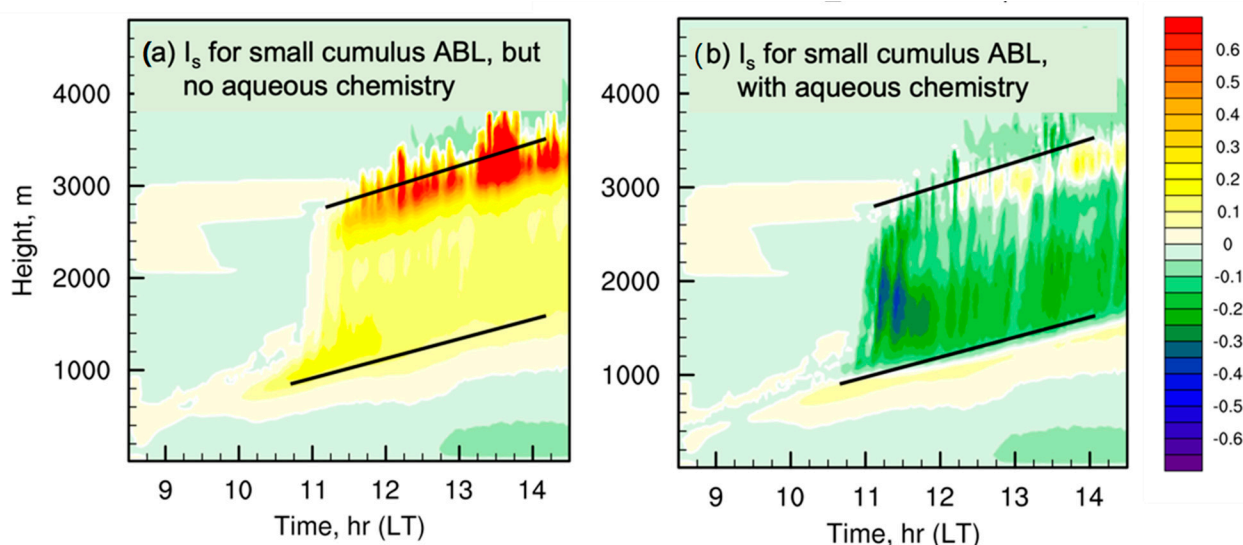 (a) Is for small cumulus ABL, but
no aqueous chemistry
(b) Is for small cumulus ABL,
with aqueous chemistry
Height, m
4000
3000
2000
1000
9 10 11 12 13 14
Time, hr (LT)
4000
3000
2000
1000
9 10 11 12 13 14
Time, hr (LT)
0.6
0.5
0.4
0.3
0.2
0.1
0
-0.1
-0.2
-0.3
-0.4
-0.5
-0.6